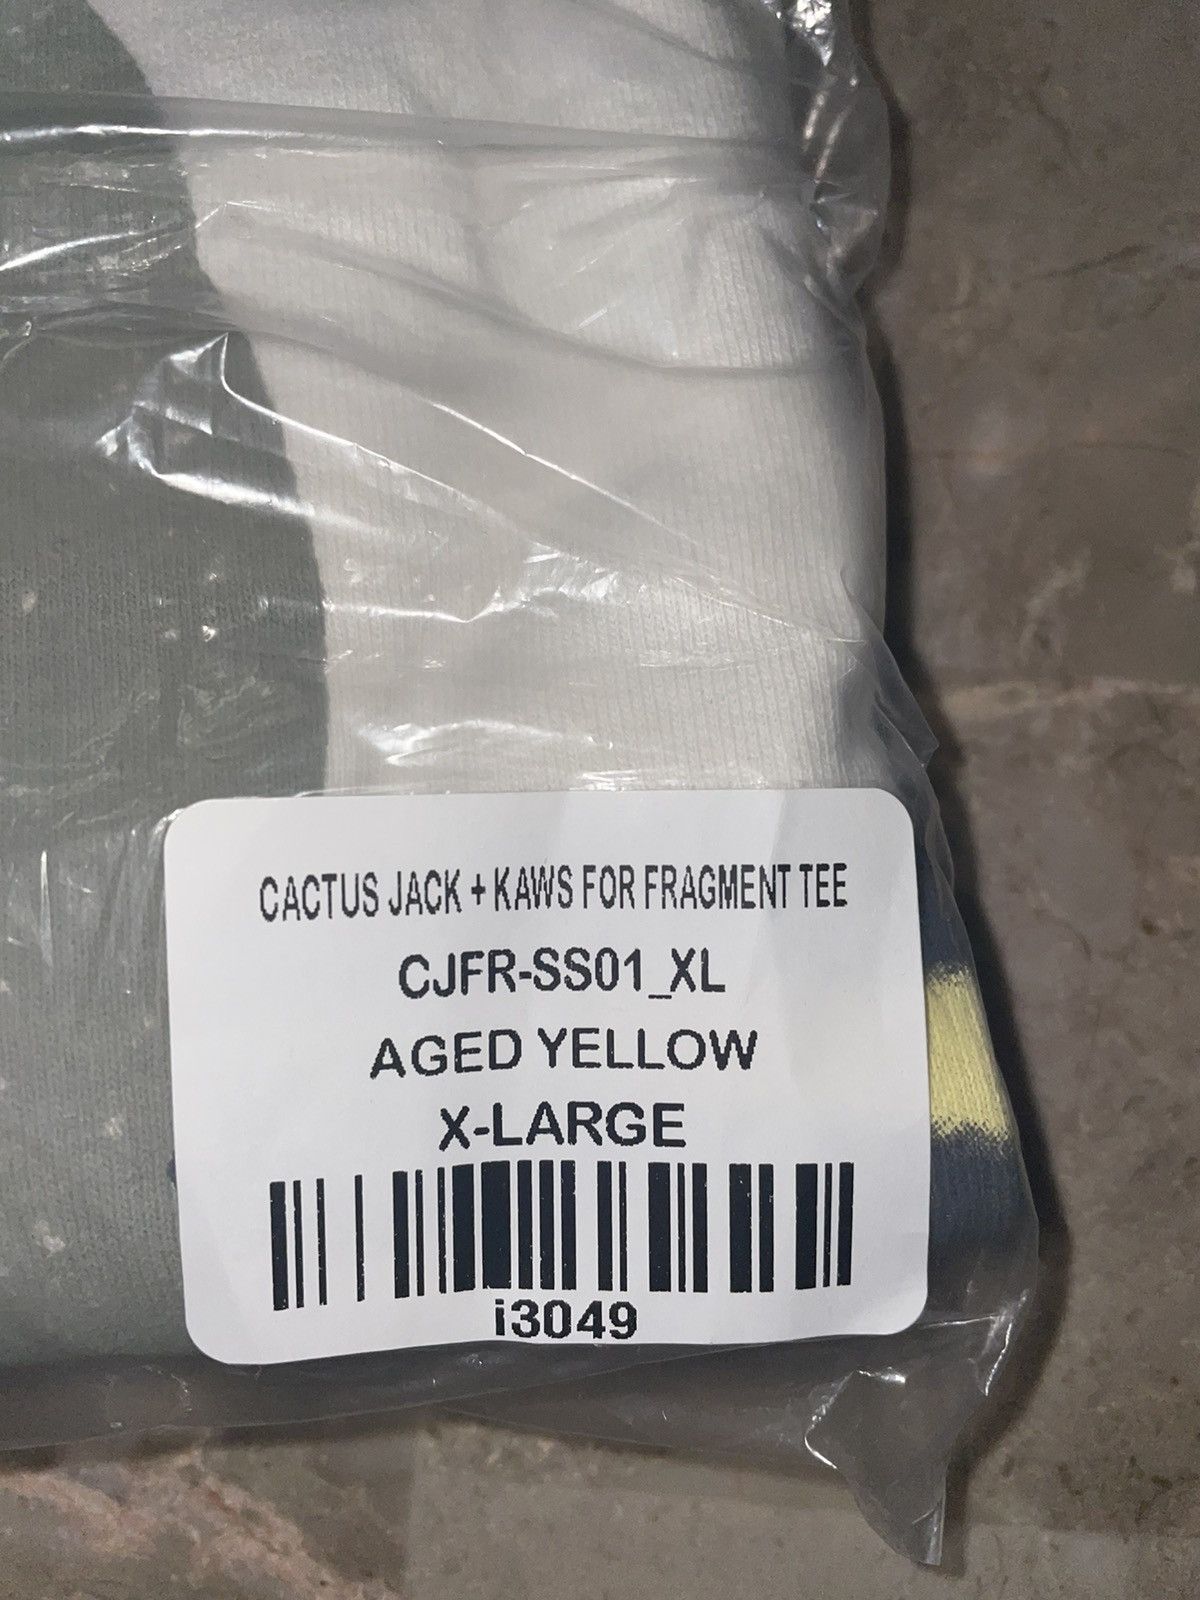 CACTUS JACK + KAWS FOR FRAGMENT TEE
CJFR-SS01_XL
AGED YELLOW
X-LARGE
i3049